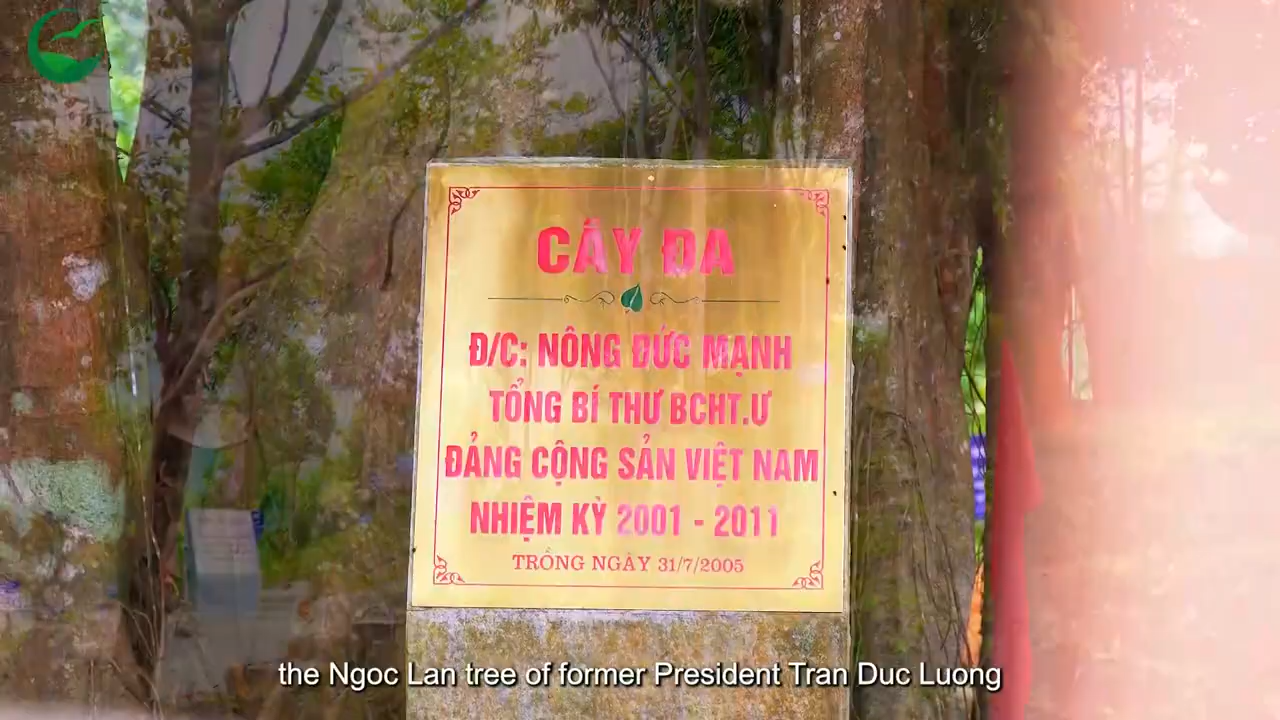 CÂY ĐA
Đ/C: NÔNG ĐỨC MẠNH
TỔNG BÍ THƯ BCHT.Ư
ĐẢNG CỘNG SẢN VIỆT NAM
NHIỆM KỲ 2001 - 2011
TRỒNG NGÀY 31/7/2005
the Ngoc Lan tree of former President Tran Duc Luong